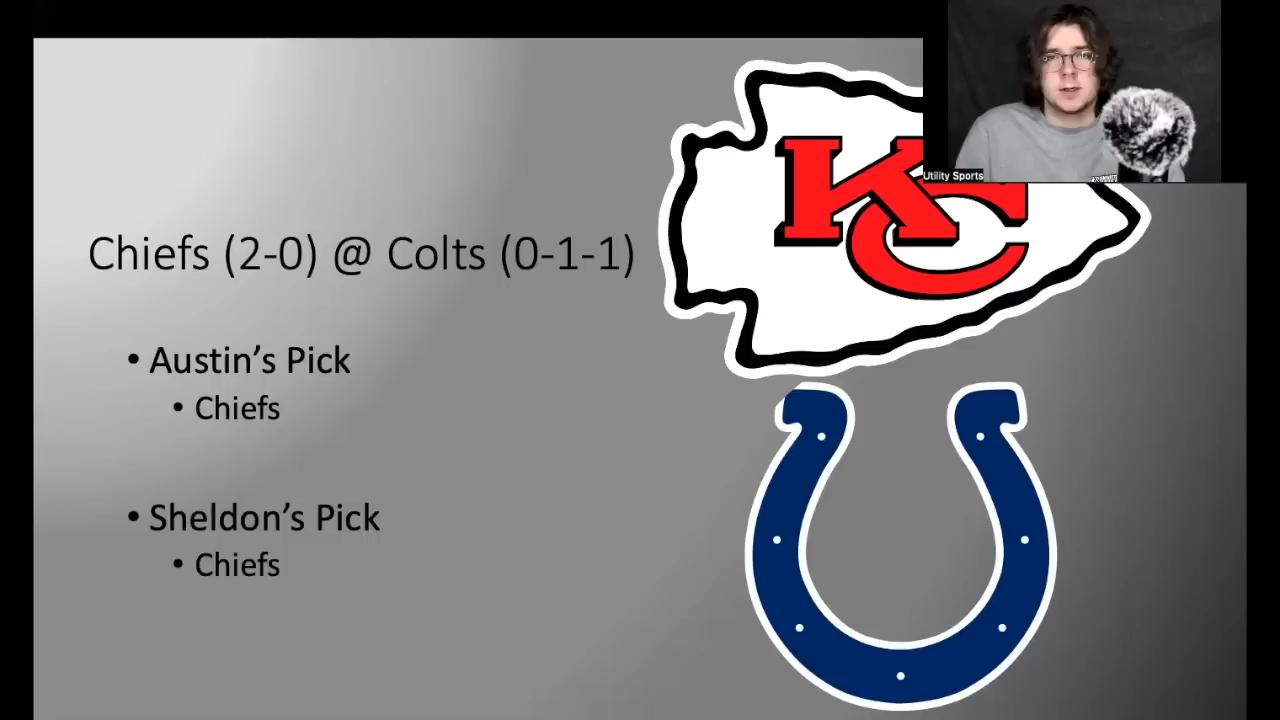 KC
Utility Sports
Chiefs (2-0) @ Colts (0-1-1)
• Austin’s Pick
• Chiefs
• Sheldon’s Pick
• Chiefs